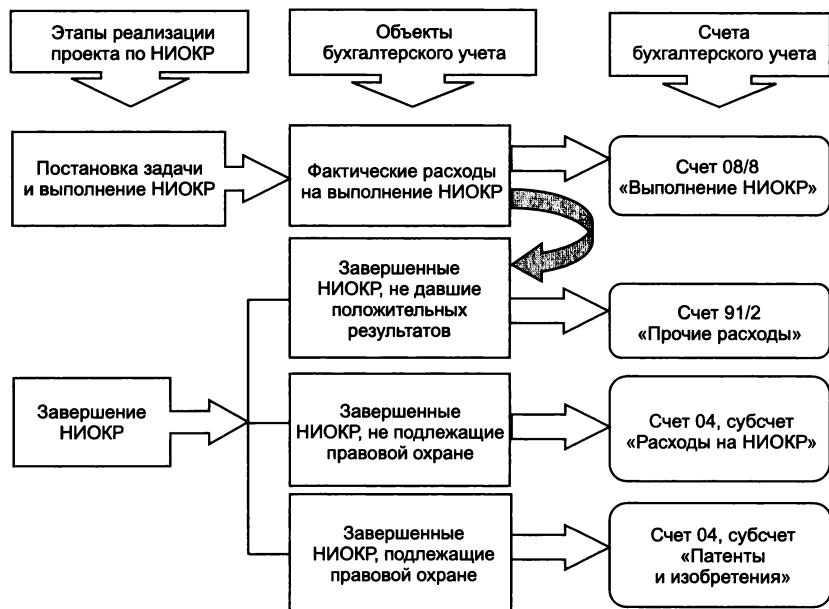 Этапы реализации
проекта по НИОКР
Объекты
бухгалтерского учета
Счета
бухгалтерского учета
Постановка задачи
и выполнение НИОКР
Фактические расходы
на выполнение НИОКР
Счет 08/8
«Выполнение НИОКР»
Завершенные
НИОКР, не давшие
положительных
результатов
Счет 91/2
«Прочие расходы»
Завершение
НИОКР
Завершенные
НИОКР, не подлежащие
правовой охране
Счет 04, субсчет
«Расходы на НИОКР»
Завершенные
НИОКР, подлежащие
правовой охране
Счет 04, субсчет
«Патенты
и изобретения»